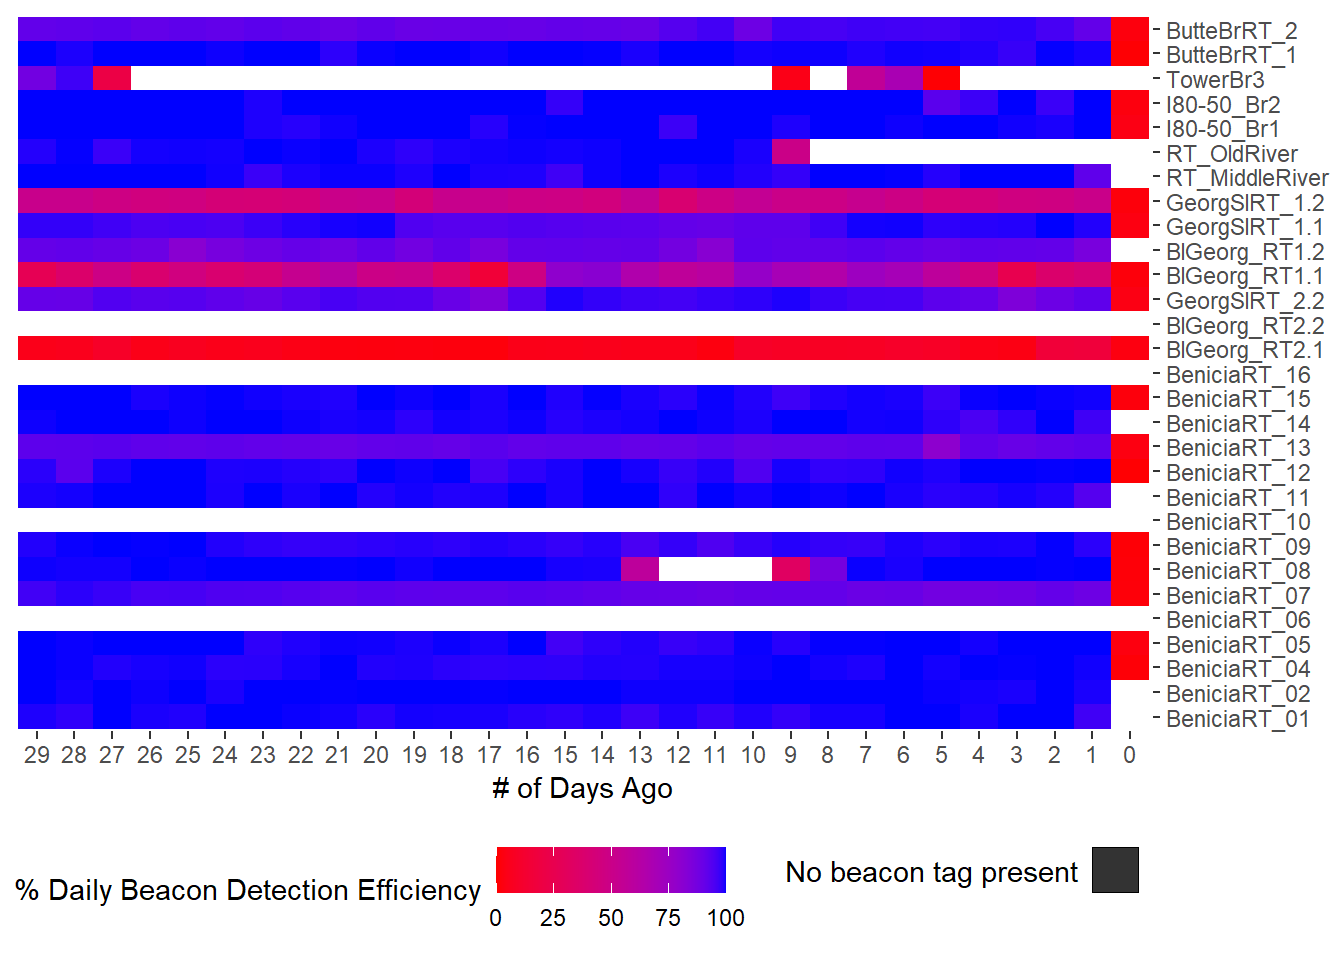 ButteBrRT_2
ButteBrRT_1
TowerBr3
I80-50_Br2
I80-50_Br1
RT_OldRiver
RT_MiddleRiver
GeorgSlRT_1.2
GeorgSlRT_1.1
BlGeorg_RT1.2
BlGeorg_RT1.1
GeorgSlRT_2.2
BlGeorg_RT2.2
BlGeorg_RT2.1
BeniciaRT_16
BeniciaRT_15
BeniciaRT_14
BeniciaRT_13
BeniciaRT_12
BeniciaRT_11
BeniciaRT_10
BeniciaRT_09
BeniciaRT_08
BeniciaRT_07
BeniciaRT_06
BeniciaRT_05
BeniciaRT_04
BeniciaRT_02
BeniciaRT_01
29 28 27 26 25 24 23 22 21 20 19 18 17 16 15 14 13 12 11 10 9 8 7 6 5 4 3 2 1 0
# of Days Ago
% Daily Beacon Detection Efficiency
0 25 50 75 100
No beacon tag present